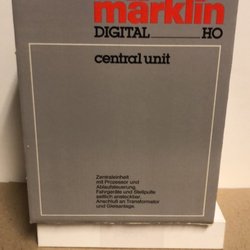 märklin
DIGITAL HO
central unit
Zentraleinheit
mit Prozessor und
Ablaufsteuerung.
Fahrgeräte und Stellpulte
seitlich ansteckbar.
Anschluß an Transformator
und Gleisanlage.